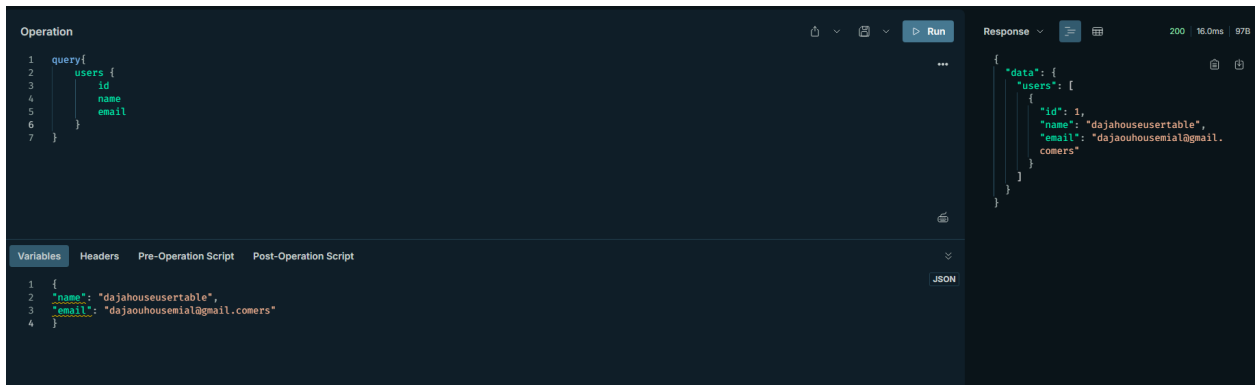 Operation
Run
1 query{
2 users {
3 id
4 name
5 email
6 }
7 }
Variables Headers Pre-Operation Script Post-Operation Script
JSON
1 {
2 "name": "dajahouseusertable",
3 "email": "dajaouhousemial@gmail.comers"
4 }
Response 200 16.0ms 97B
{
"data": {
"users": [
{
"id": 1,
"name": "dajahouseusertable",
"email": "dajaouhousemial@gmail.
comers"
}
]
}
}